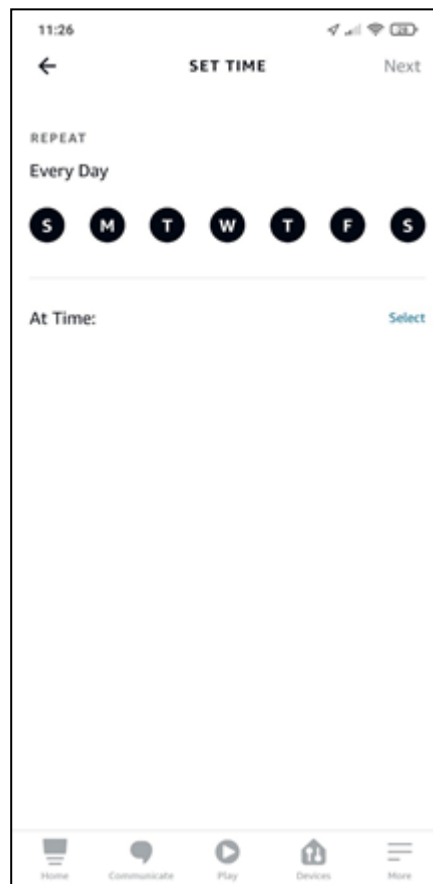 11:26
SET TIME
Next
REPEAT
Every Day
S M T W T F S
At Time:
Select
Home Communicate Play Devices More